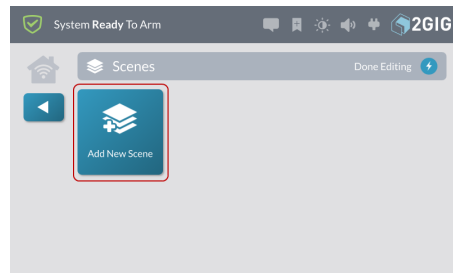 System Ready To Arm
2GIG
Scenes
Done Editing
Add New Scene